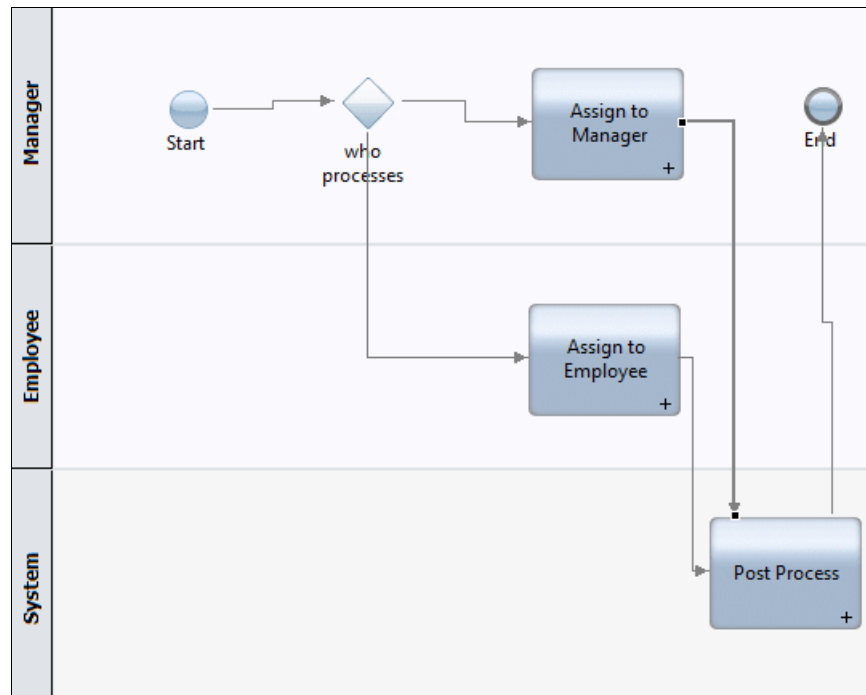 Manager
Start
who
processes
Assign to
Manager
+
End
Employee
Assign to
Employee
+
System
Post Process
+